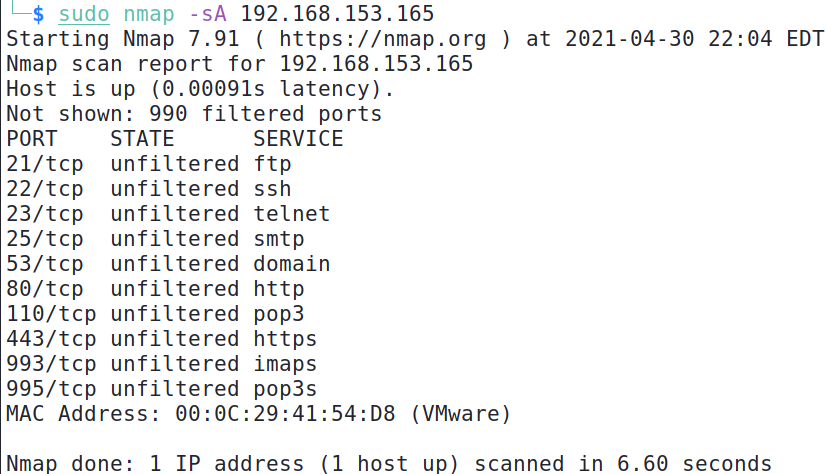 └─$ sudo nmap -sA 192.168.153.165
Starting Nmap 7.91 ( https://nmap.org ) at 2021-04-30 22:04 EDT
Nmap scan report for 192.168.153.165
Host is up (0.00091s latency).
Not shown: 990 filtered ports
PORT    STATE      SERVICE
21/tcp  unfiltered ftp
22/tcp  unfiltered ssh
23/tcp  unfiltered telnet
25/tcp  unfiltered smtp
53/tcp  unfiltered domain
80/tcp  unfiltered http
110/tcp unfiltered pop3
443/tcp unfiltered https
993/tcp unfiltered imaps
995/tcp unfiltered pop3s
MAC Address: 00:0C:29:41:54:D8 (VMware)
Nmap done: 1 IP address (1 host up) scanned in 6.60 seconds